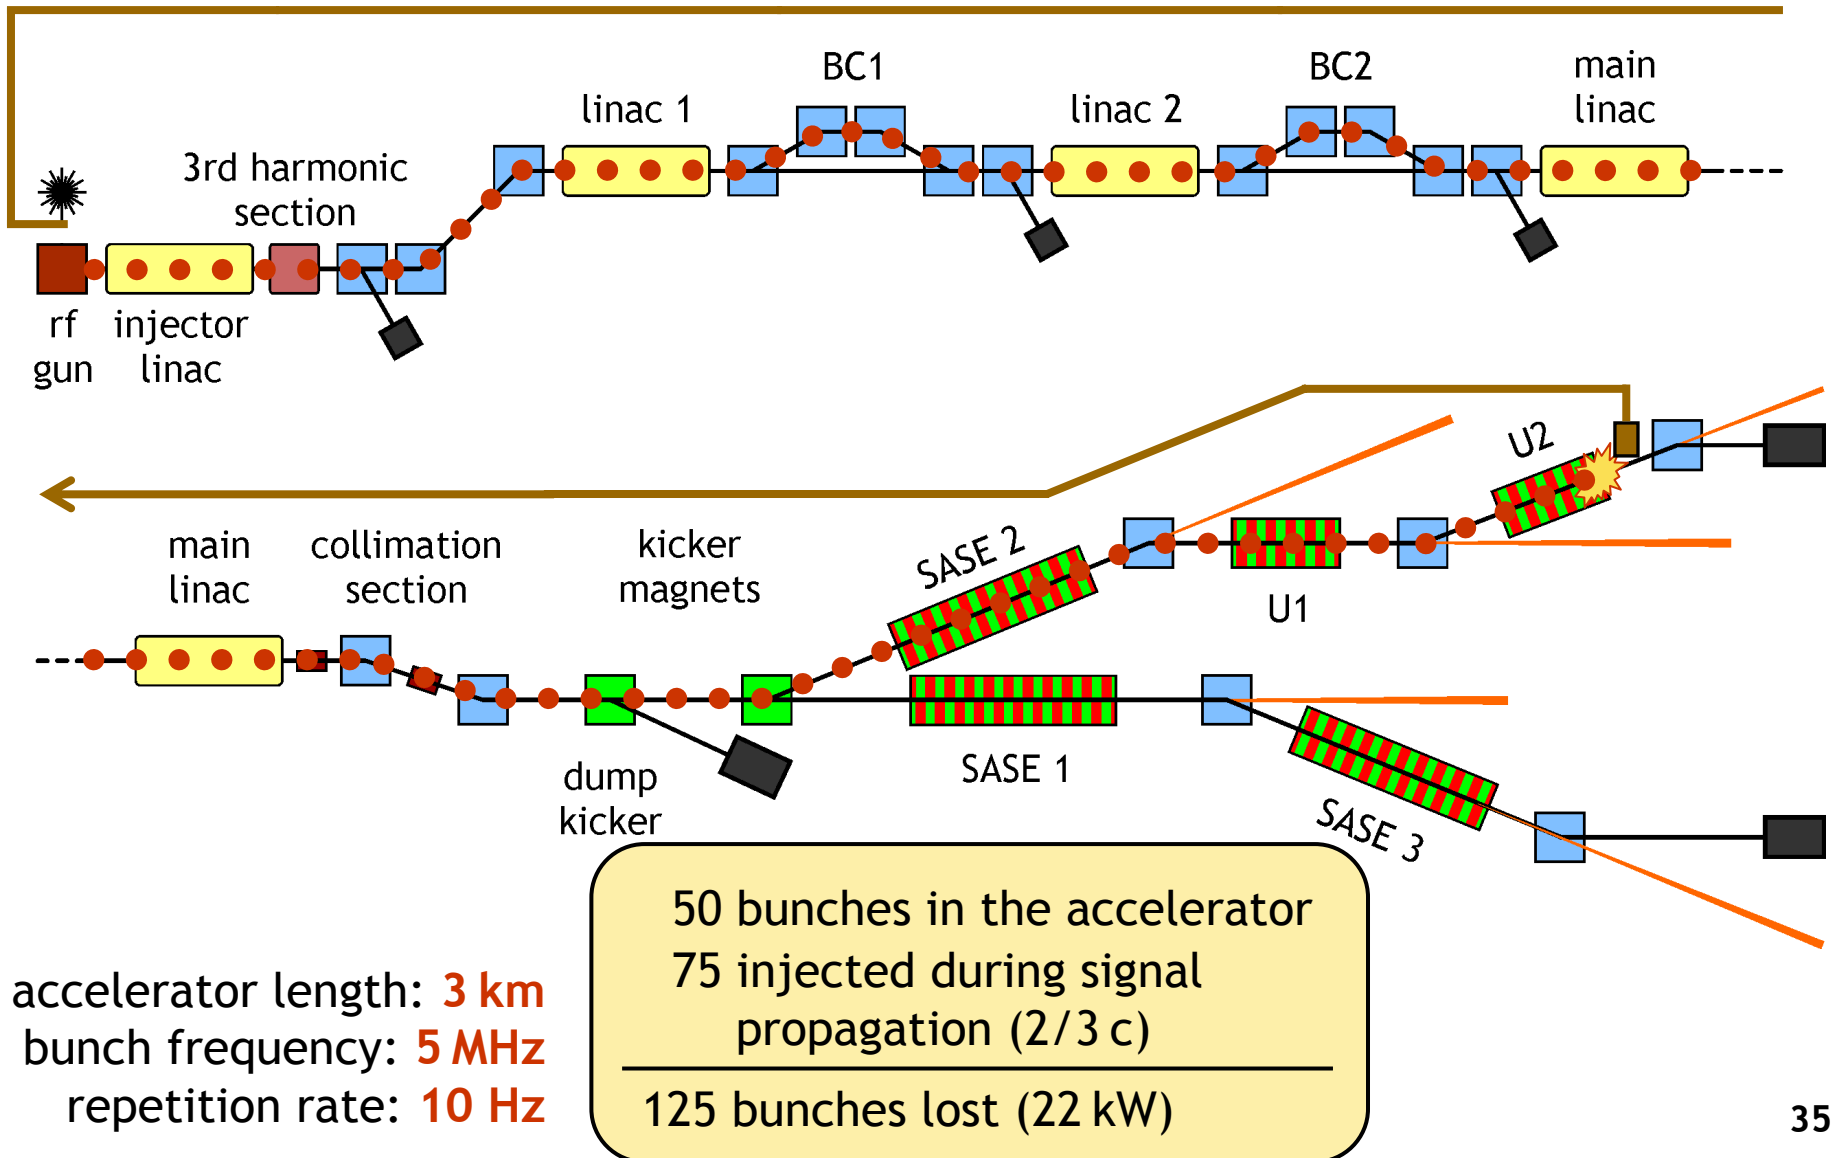 BC1
BC2
main
linac
linac 1
linac 2
3rd harmonic
section
rf
gun
injector
linac
U2
main
linac
collimation
section
kicker
magnets
SASE 2
U1
dump
kicker
SASE 1
SASE 3
50 bunches in the accelerator
75 injected during signal
propagation (2/3 c)
125 bunches lost (22 kW)
accelerator length: 3 km
bunch frequency: 5 MHz
repetition rate: 10 Hz
35